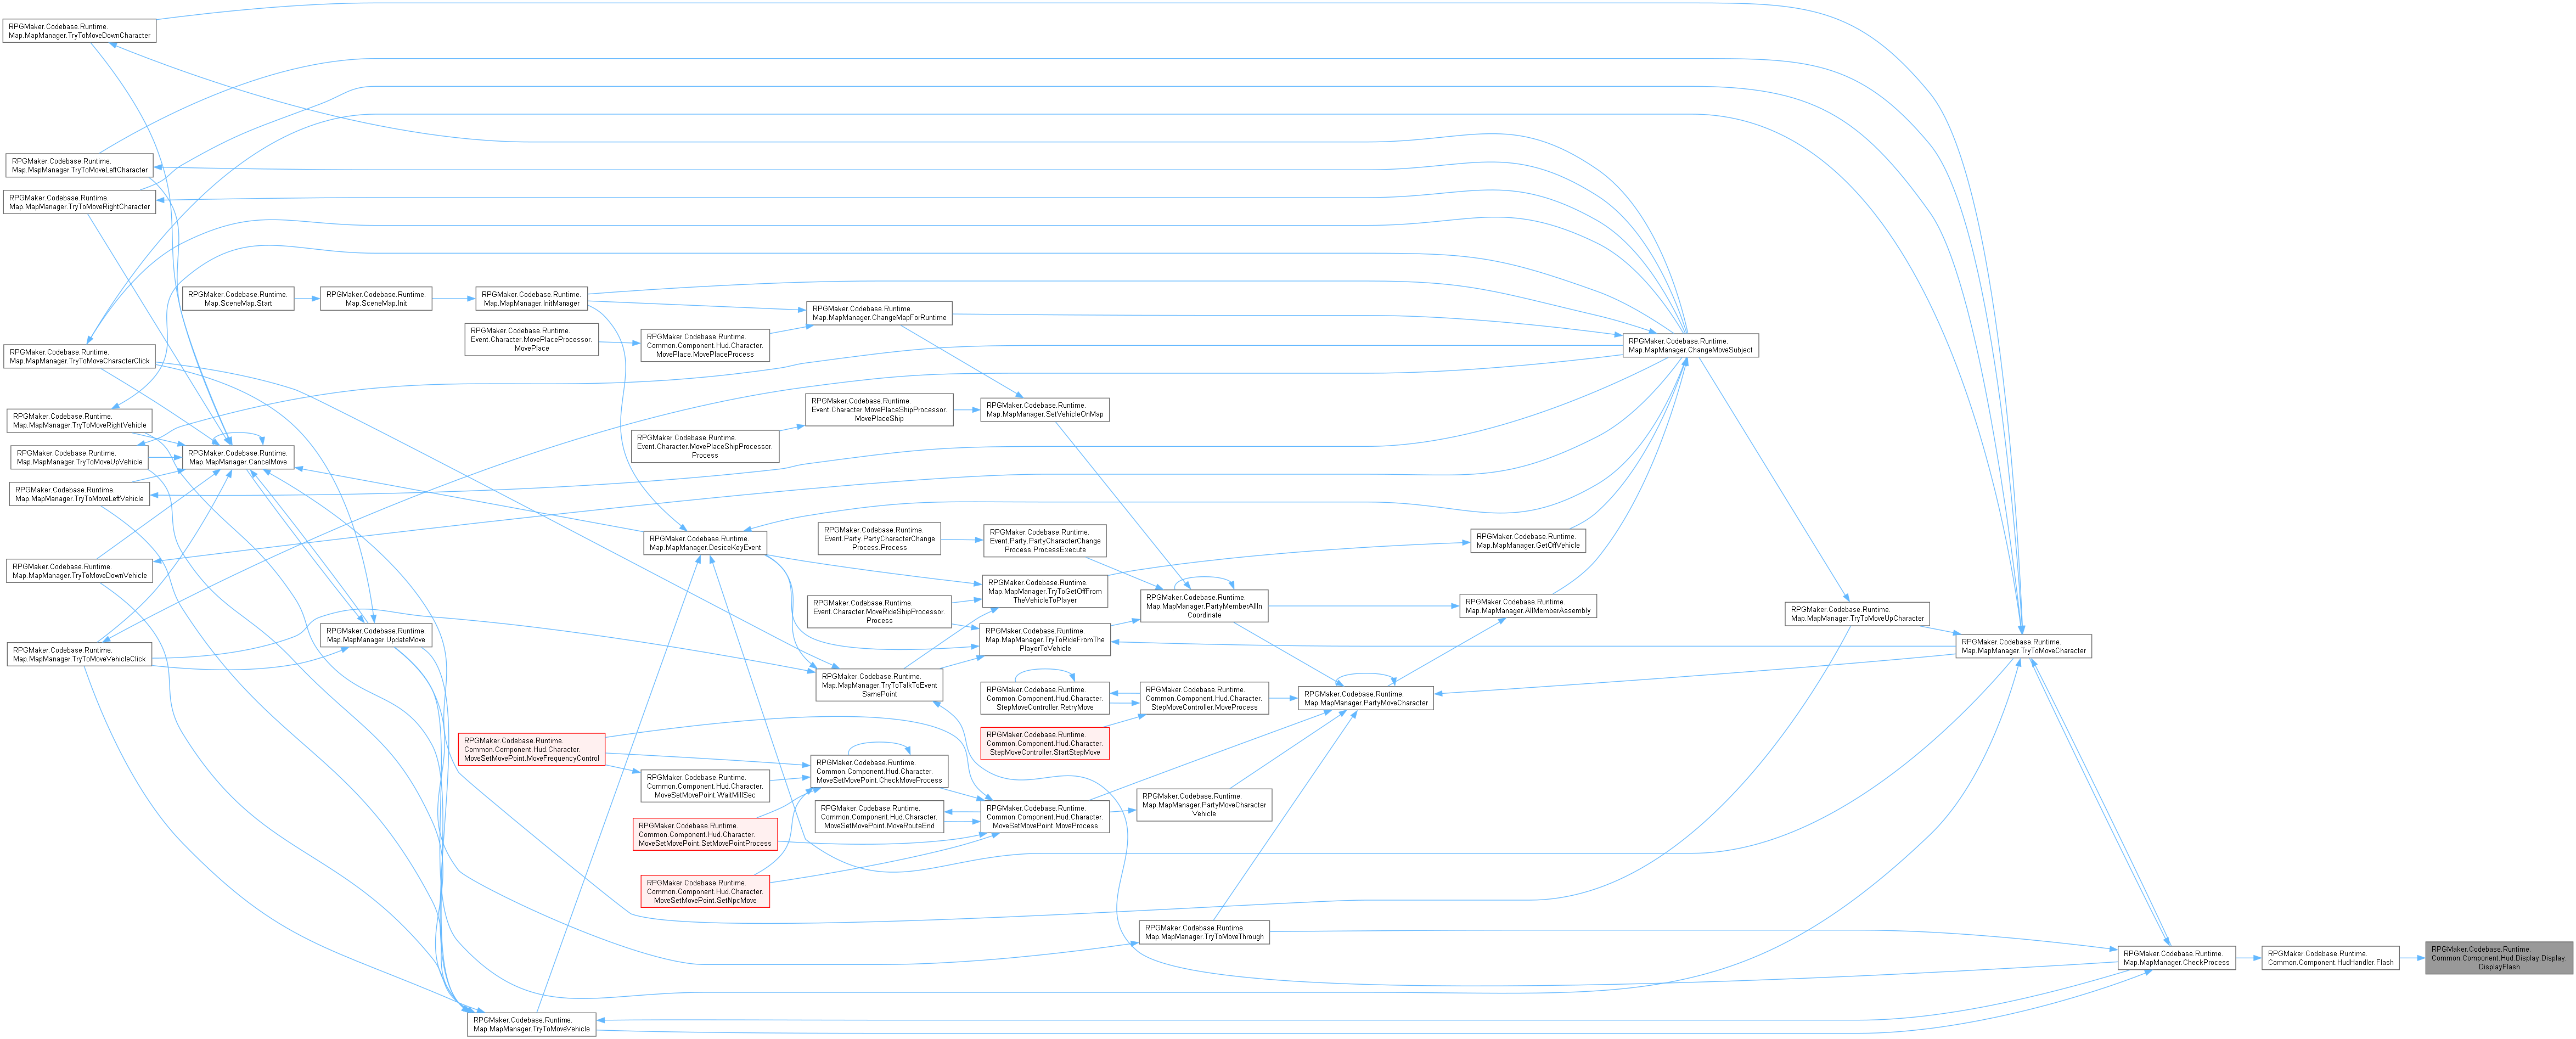 RPGMaker.Codebase.Runtime.
Map.MapManager.TryToMoveDownCharacter
RPGMaker.Codebase.Runtime.
Map.MapManager.TryToMoveLeftCharacter
RPGMaker.Codebase.Runtime.
Map.MapManager.TryToMoveRightCharacter
RPGMaker.Codebase.Runtime.
Map.MapManager.TryToMoveCharacterClick
RPGMaker.Codebase.Runtime.
Map.MapManager.TryToMoveRightVehicle
RPGMaker.Codebase.Runtime.
Map.MapManager.TryToMoveUpVehicle
RPGMaker.Codebase.Runtime.
Map.MapManager.TryToMoveLeftVehicle
RPGMaker.Codebase.Runtime.
Map.MapManager.TryToMoveDownVehicle
RPGMaker.Codebase.Runtime.
Map.MapManager.TryToMoveVehicleClick
RPGMaker.Codebase.Runtime.
Map.SceneMap.Start
RPGMaker.Codebase.Runtime.
Map.MapManager.CancelMove
RPGMaker.Codebase.Runtime.
Map.SceneMap.Init
RPGMaker.Codebase.Runtime.
Map.MapManager.UpdateMove
RPGMaker.Codebase.Runtime.
Map.MapManager.InitManager
RPGMaker.Codebase.Runtime.
Event.Character.MovePlaceProcessor.
MovePlace
RPGMaker.Codebase.Runtime.
Common.Component.Hud.Character.
MoveSetMovePoint.MoveFrequencyControl
RPGMaker.Codebase.Runtime.
Map.MapManager.TryToMoveVehicle
RPGMaker.Codebase.Runtime.
Common.Component.Hud.Character.
MovePlace.MovePlaceProcess
RPGMaker.Codebase.Runtime.
Event.Character.MovePlaceShipProcessor.
Process
RPGMaker.Codebase.Runtime.
Map.MapManager.DesiceKeyEvent
RPGMaker.Codebase.Runtime.
Common.Component.Hud.Character.
MoveSetMovePoint.WaitMillSec
RPGMaker.Codebase.Runtime.
Common.Component.Hud.Character.
MoveSetMovePoint.SetMovePointProcess
RPGMaker.Codebase.Runtime.
Common.Component.Hud.Character.
MoveSetMovePoint.SetNpcMove
RPGMaker.Codebase.Runtime.
Map.MapManager.ChangeMapForRuntime
RPGMaker.Codebase.Runtime.
Event.Character.MovePlaceShipProcessor.
MovePlaceShip
RPGMaker.Codebase.Runtime.
Event.Party.PartyCharacterChange
Process.Process
RPGMaker.Codebase.Runtime.
Event.Character.MoveRideShipProcessor.
Process
RPGMaker.Codebase.Runtime.
Map.MapManager.TryToTalkToEvent
SamePoint
RPGMaker.Codebase.Runtime.
Common.Component.Hud.Character.
MoveSetMovePoint.CheckMoveProcess
RPGMaker.Codebase.Runtime.
Common.Component.Hud.Character.
MoveSetMovePoint.MoveRouteEnd
RPGMaker.Codebase.Runtime.
Map.MapManager.SetVehicleOnMap
RPGMaker.Codebase.Runtime.
Event.Party.PartyCharacterChange
Process.ProcessExecute
RPGMaker.Codebase.Runtime.
Map.MapManager.TryToGetOffFrom
TheVehicleToPlayer
RPGMaker.Codebase.Runtime.
Map.MapManager.TryToRideFromThe
PlayerToVehicle
RPGMaker.Codebase.Runtime.
Common.Component.Hud.Character.
StepMoveController.RetryMove
RPGMaker.Codebase.Runtime.
Common.Component.Hud.Character.
StepMoveController.StartStepMove
RPGMaker.Codebase.Runtime.
Common.Component.Hud.Character.
MoveSetMovePoint.MoveProcess
RPGMaker.Codebase.Runtime.
Map.MapManager.PartyMemberAllIn
Coordinate
RPGMaker.Codebase.Runtime.
Common.Component.Hud.Character.
StepMoveController.MoveProcess
RPGMaker.Codebase.Runtime.
Map.MapManager.PartyMoveCharacter
Vehicle
RPGMaker.Codebase.Runtime.
Map.MapManager.TryToMoveThrough
RPGMaker.Codebase.Runtime.
Map.MapManager.PartyMoveCharacter
RPGMaker.Codebase.Runtime.
Map.MapManager.GetOffVehicle
RPGMaker.Codebase.Runtime.
Map.MapManager.AllMemberAssembly
RPGMaker.Codebase.Runtime.
Map.MapManager.ChangeMoveSubject
RPGMaker.Codebase.Runtime.
Map.MapManager.TryToMoveUpCharacter
RPGMaker.Codebase.Runtime.
Map.MapManager.TryToMoveCharacter
RPGMaker.Codebase.Runtime.
Map.MapManager.CheckProcess
RPGMaker.Codebase.Runtime.
Common.Component.HudHandler.Flash
RPGMaker.Codebase.Runtime.
Common.Component.Hud.Display.Display.
DisplayFlash